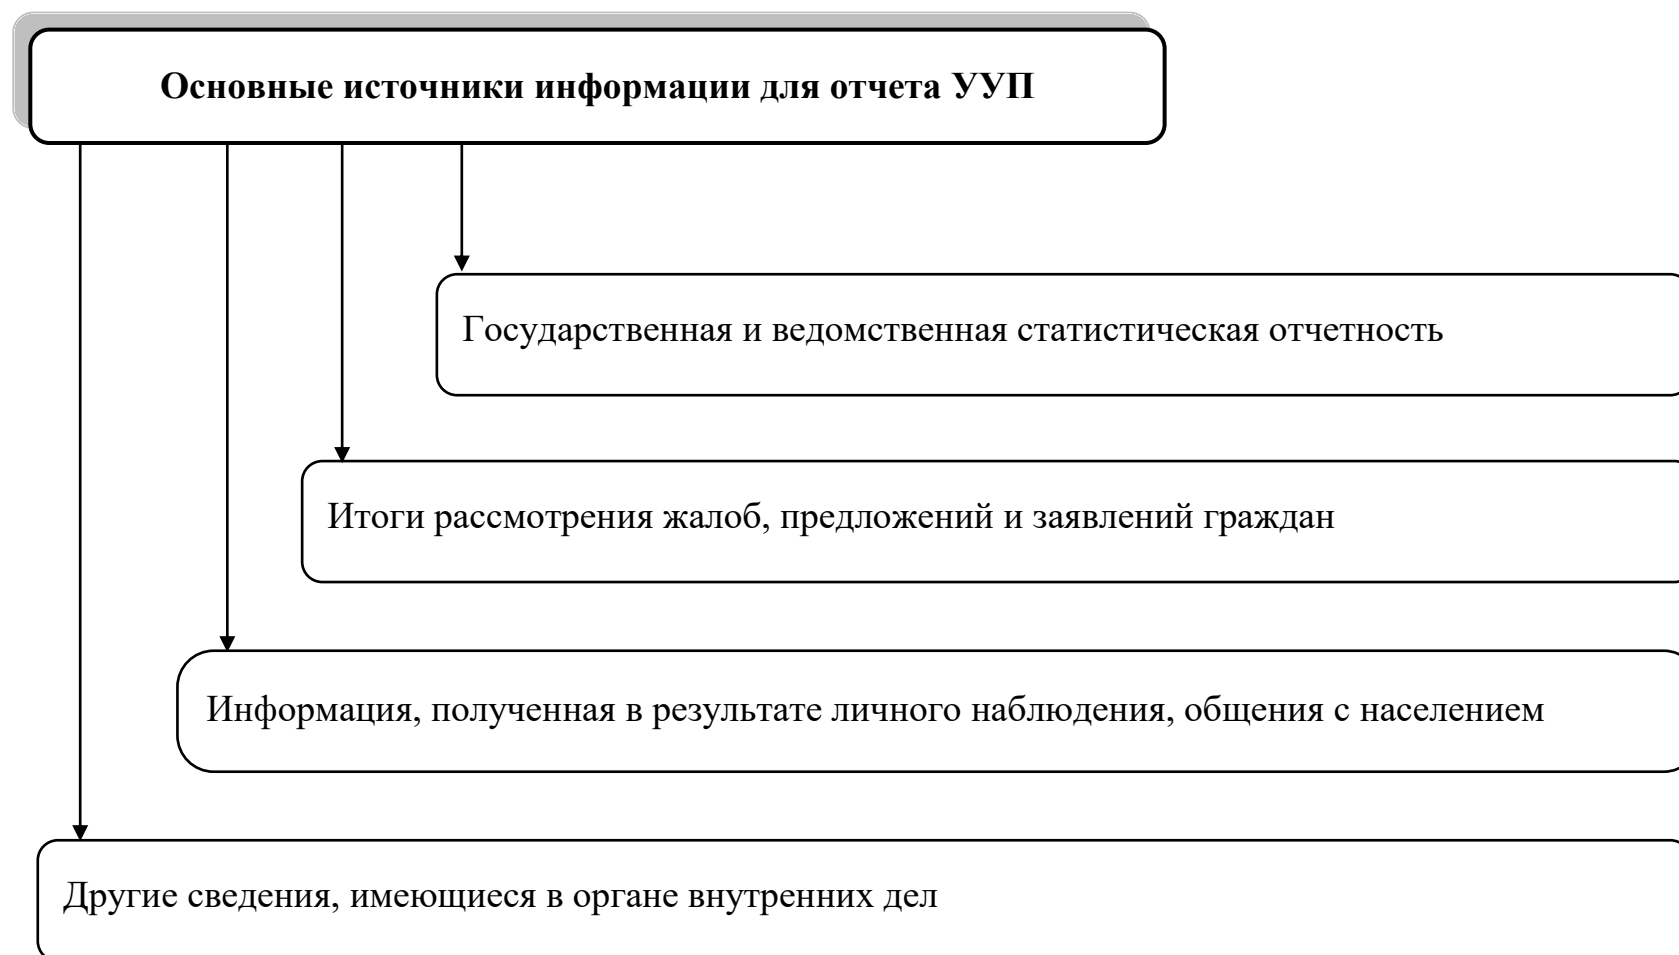 Основные источники информации для отчета УУП
Государственная и ведомственная статистическая отчетность
Итоги рассмотрения жалоб, предложений и заявлений граждан
Информация, полученная в результате личного наблюдения, общения с населением
Другие сведения, имеющиеся в органе внутренних дел